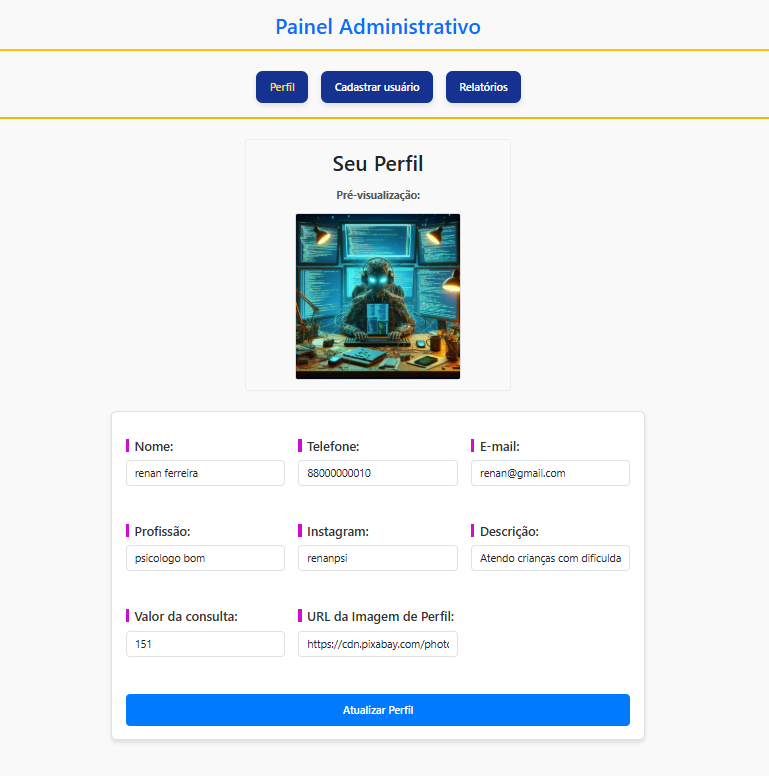 Painel Administrativo
Perfil Cadastrar usuário Relatórios
Seu Perfil
Pré-visualização:
Nome: Telefone: E-mail:
renan ferreira 88000000010 renan@gmail.com
Profissão: Instagram: Descrição:
psicologo bom renanpsi Atendo crianças com dificulda
Valor da consulta: URL da Imagem de Perfil:
151 https://cdn.pixabay.com/photo
Atualizar Perfil